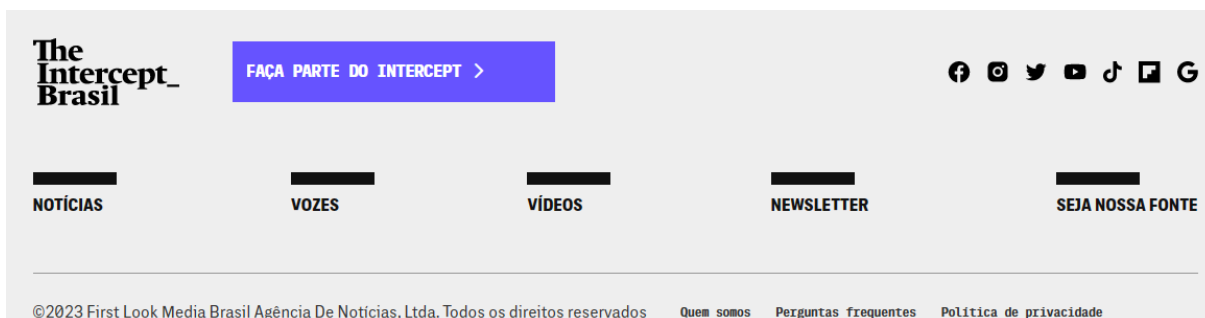 The
Intercept_
Brasil
FAÇA PARTE DO INTERCEPT >
NOTÍCIAS
VOZES
VÍDEOS
NEWSLETTER
SEJA NOSSA FONTE
©2023 First Look Media Brasil Agência De Notícias, Ltda. Todos os direitos reservados
Quem somos
Perguntas frequentes
Política de privacidade